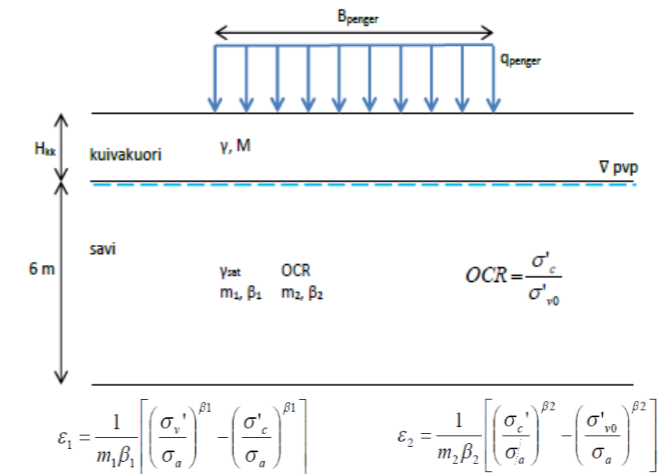 Bpenger
qpenger
Hkk
kuivakuori
γ, M
∇ pvp
savi
6 m
γsat OCR
m₁, β₁ m₂, β₂
OCR = σ'c / σ'v0
ε₁ = 1 / (m₁β₁) [ (σv' / σa)^β1 − (σ'c / σa)^β1 ]
ε₂ = 1 / (m₂β₂) [ (σc' / σa)^β2 − (σ'v0 / σa)^β2 ]